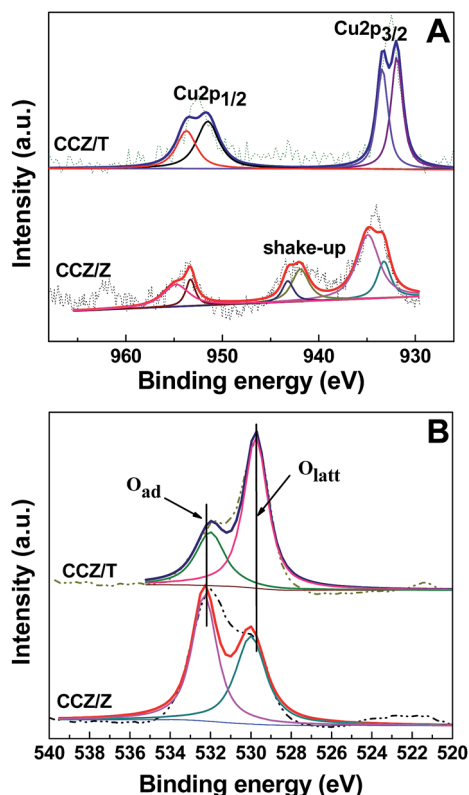 A
Cu2p3/2
Cu2p1/2
CCZ/T
shake-up
CCZ/Z
Intensity (a.u.)
960 950 940 930
Binding energy (eV)
B
Oad
Olatt
CCZ/T
CCZ/Z
Intensity (a.u.)
540 538 536 534 532 530 528 526 524 522 520
Binding energy (eV)